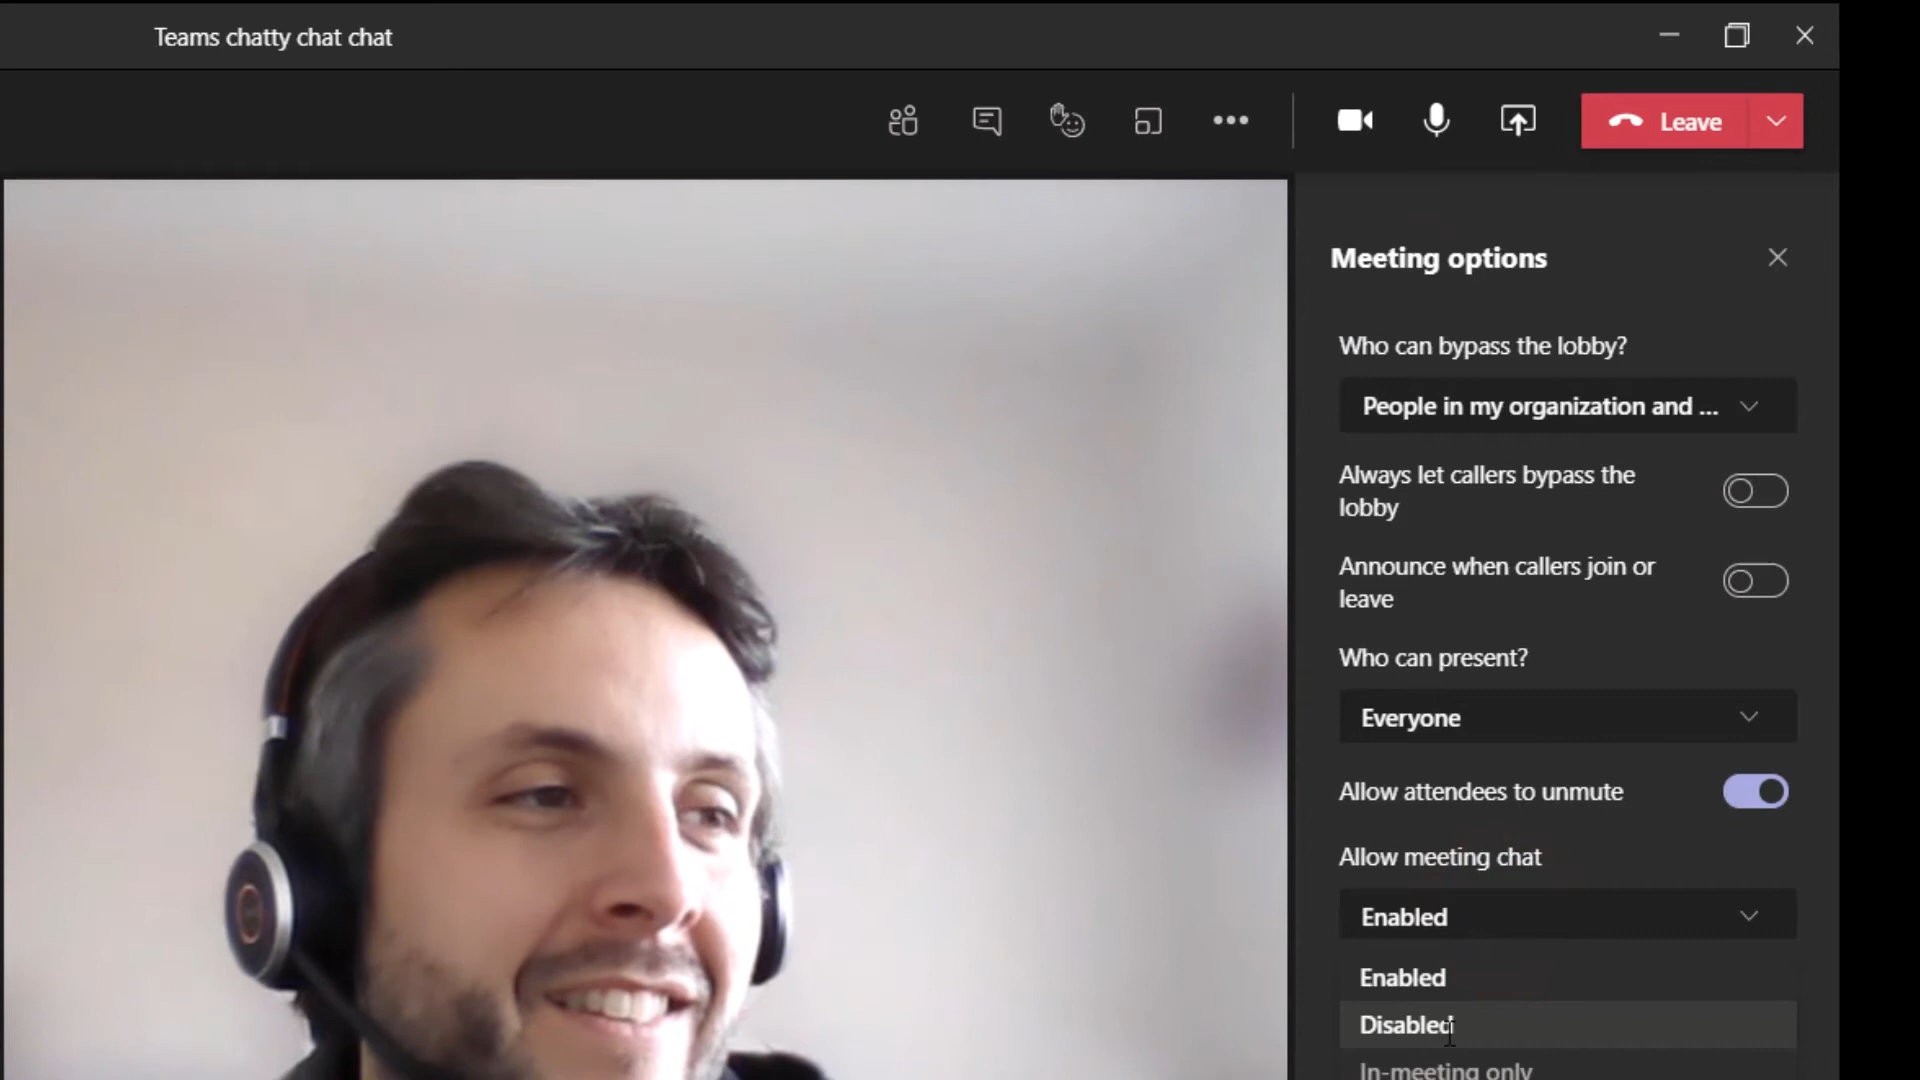 Teams chatty chat chat
Leave
Meeting options
Who can bypass the lobby?
People in my organization and ...
Always let callers bypass the
lobby
Announce when callers join or
leave
Who can present?
Everyone
Allow attendees to unmute
Allow meeting chat
Enabled
Enabled
Disabled
In-meeting only